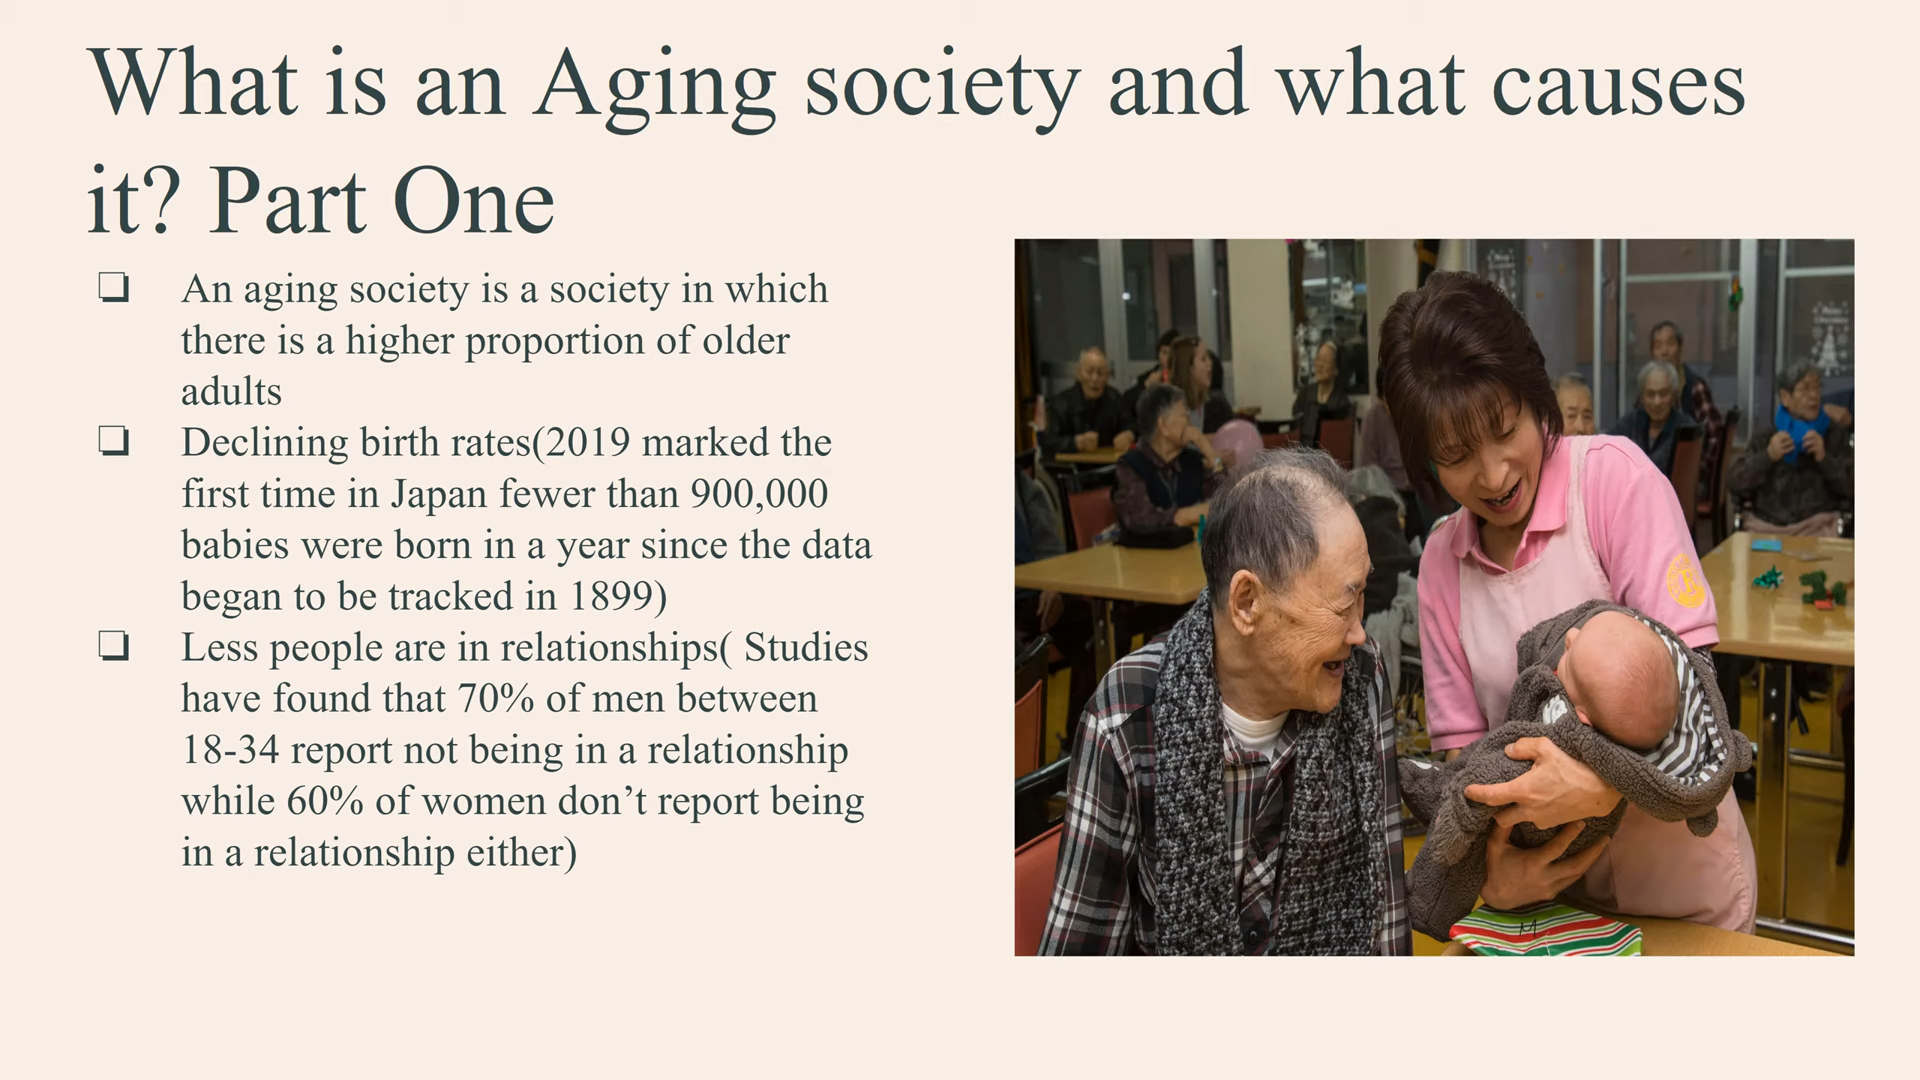 What is an Aging society and what causes
it? Part One
❏ An aging society is a society in which
there is a higher proportion of older
adults
❏ Declining birth rates(2019 marked the
first time in Japan fewer than 900,000
babies were born in a year since the data
began to be tracked in 1899)
❏ Less people are in relationships( Studies
have found that 70% of men between
18-34 report not being in a relationship
while 60% of women don’t report being
in a relationship either)